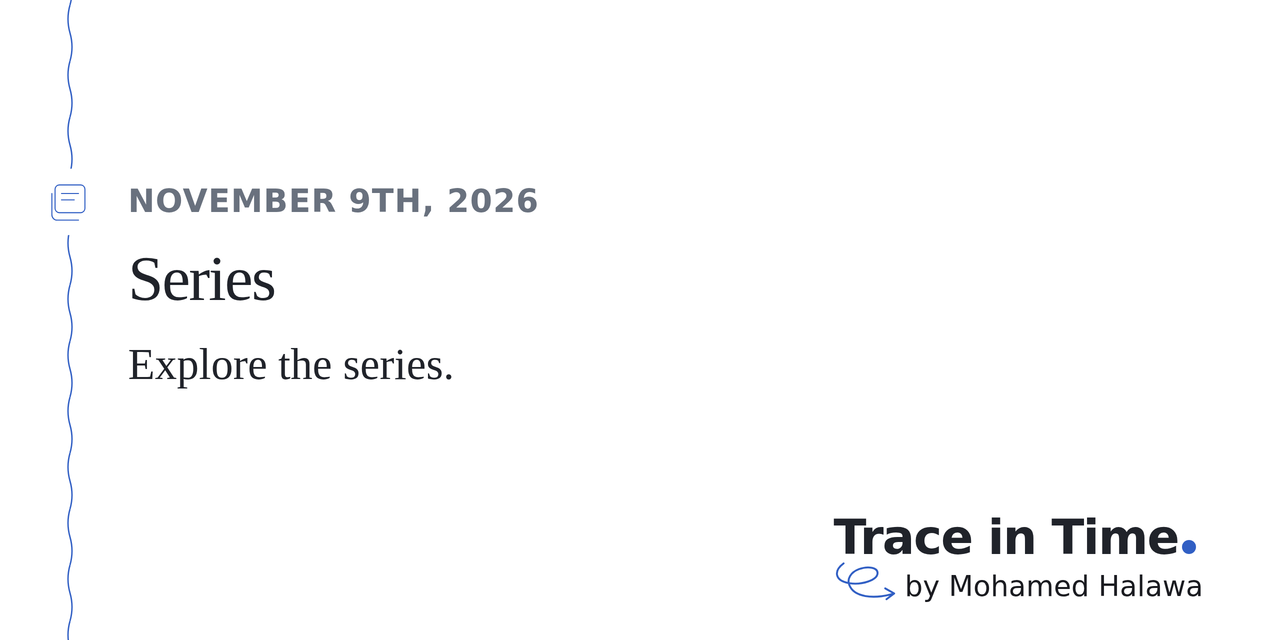 NOVEMBER 9TH, 2026
Series
Explore the series.
Trace in Time.
by Mohamed Halawa